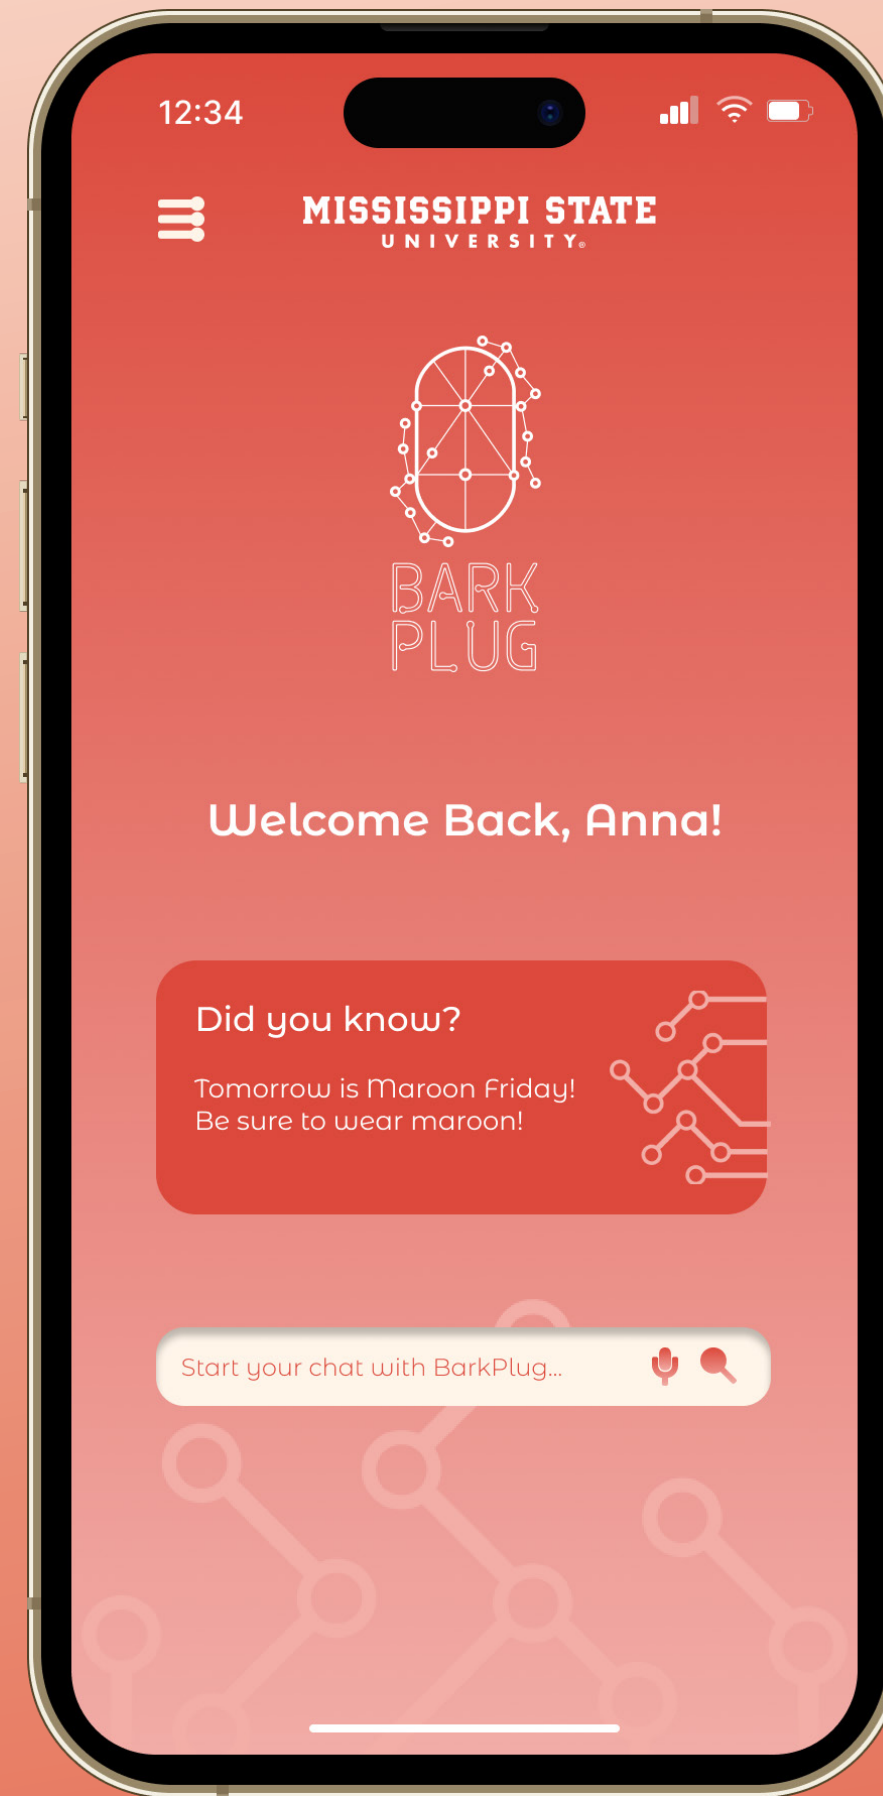 12:34
MISSISSIPPI STATE
UNIVERSITY®
BARK
PLUG
Welcome Back, Anna!
Did you know?
Tomorrow is Maroon Friday!
Be sure to wear maroon!
Start your chat with BarkPlug...